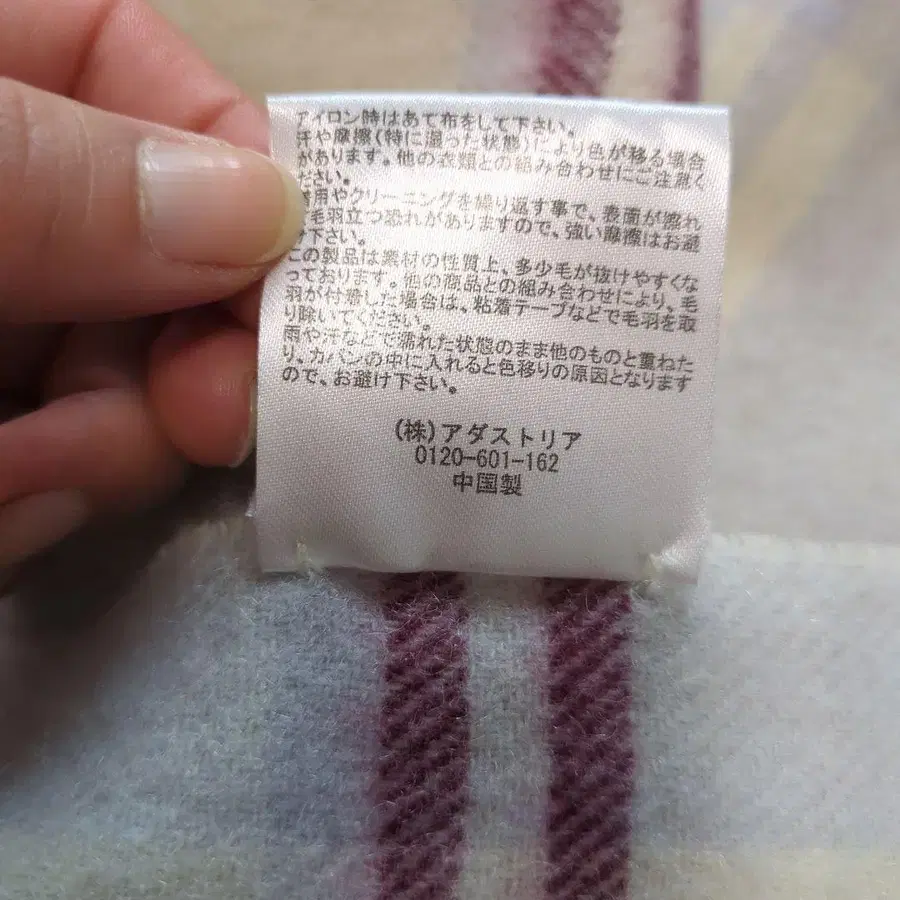 アイロン時はあて布をして下さい。
汗や摩擦(特に湿った状態)により色が移る場合
があります。他の衣類との組み合わせにご注意く
ださい。
用やクリーニングを繰り返す事で、表面が擦れ
毛羽立つ恐れがありますので、強い摩擦はお避
け下さい。
この製品は素材の性質上、多少毛が抜けやすくな
っております。他の商品との組み合わせにより、毛
羽が付着した場合は、粘着テープなどで毛羽を取
り除いてください。
雨や汗などで濡れた状態のまま他のものと重ねた
り、カバンの中に入れると色移りの原因となります
ので、お避け下さい。
(株)アダストリア
0120-601-162
中国製